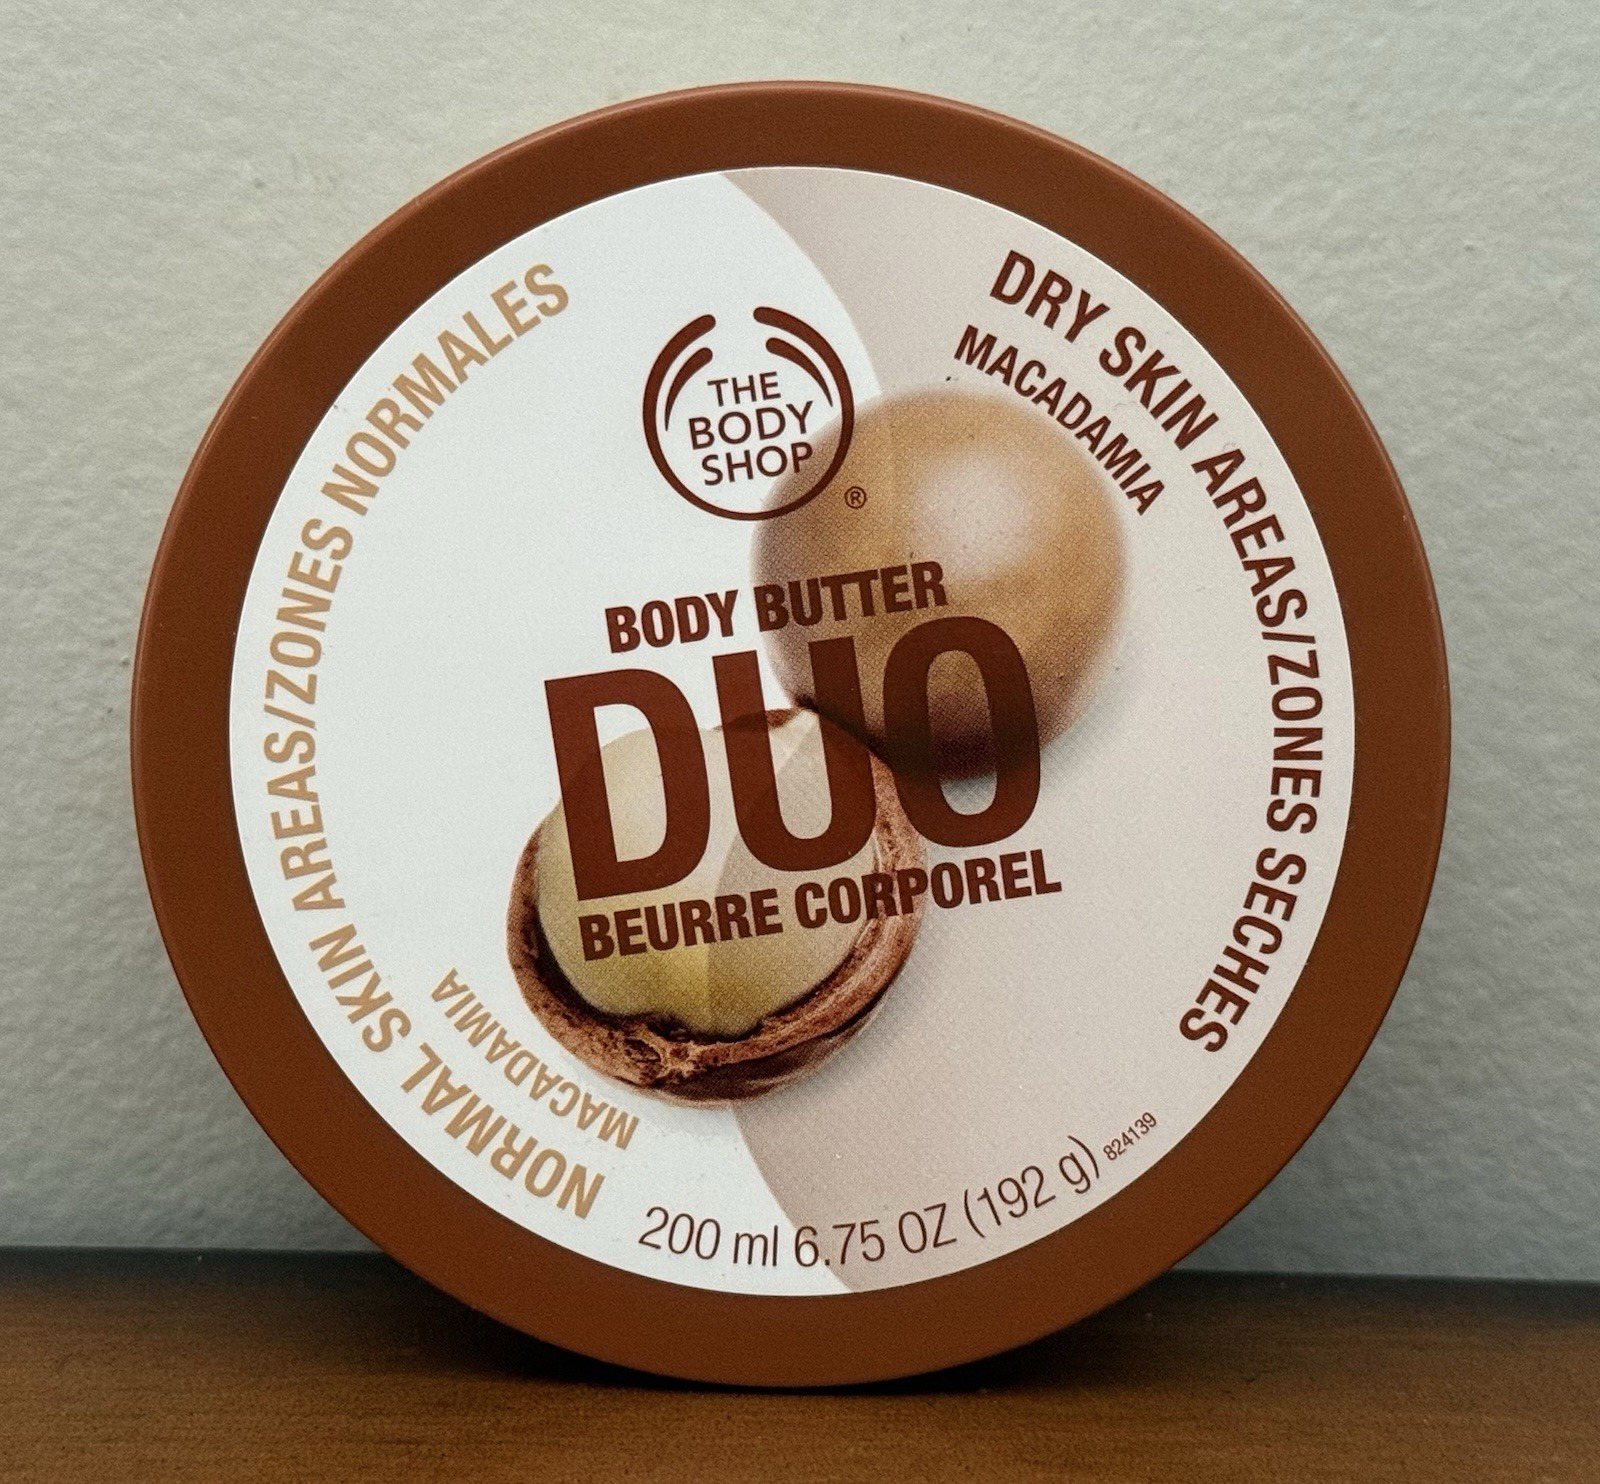 THE
BODY
SHOP
®
BODY BUTTER
DUO
BEURRE CORPOREL
NORMAL SKIN AREAS/ZONES NORMALES
MACADAMIA
DRY SKIN AREAS/ZONES SECHES
MACADAMIA
200 ml 6.75 OZ (192 g) 824139